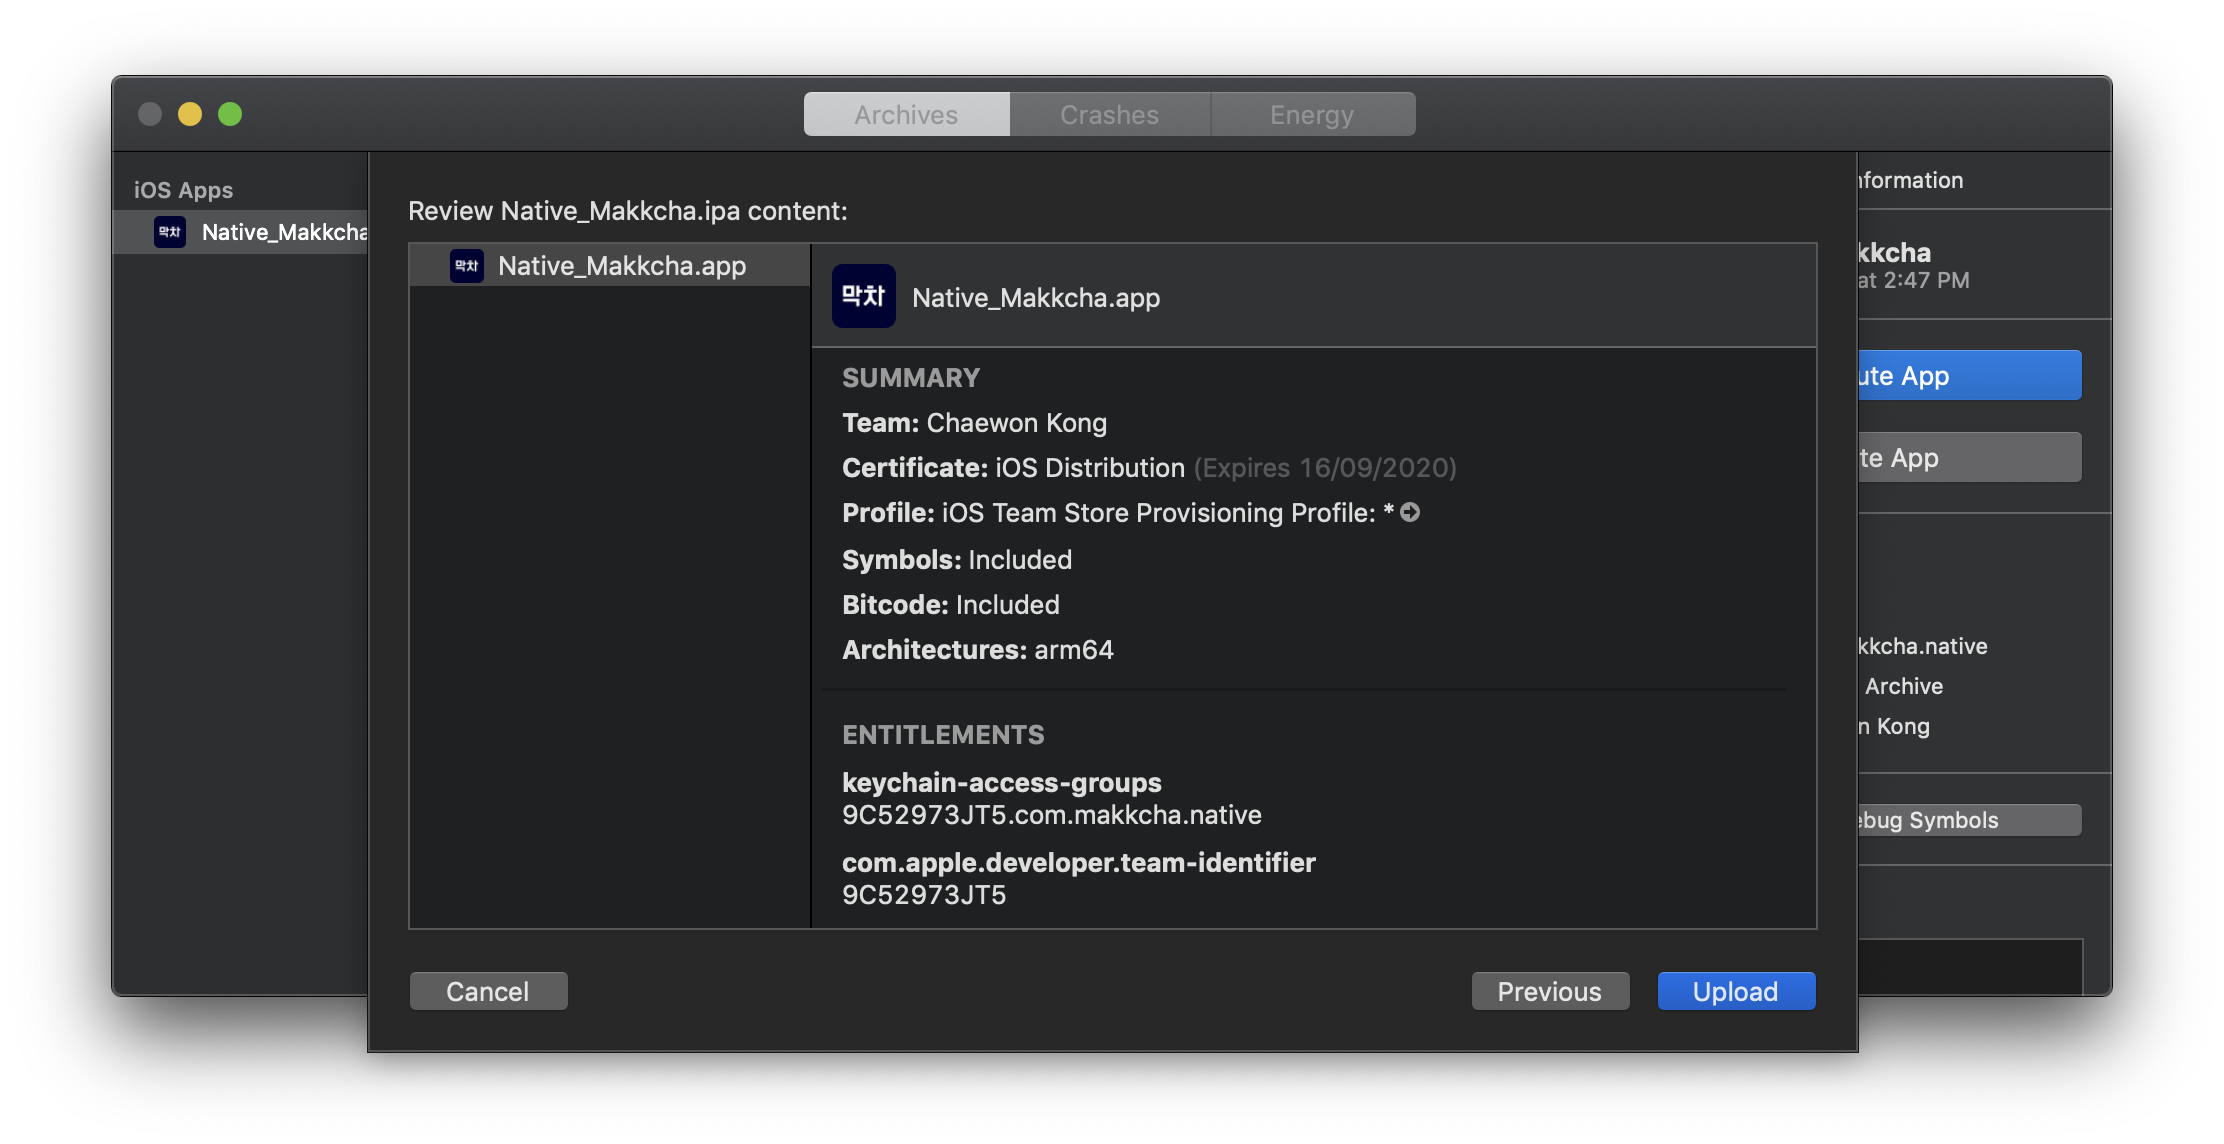 Archives Crashes Energy
iOS Apps
막차 Native_Makkcha
Review Native_Makkcha.ipa content:
막차 Native_Makkcha.app
막차 Native_Makkcha.app
SUMMARY
Team: Chaewon Kong
Certificate: iOS Distribution (Expires 16/09/2020)
Profile: iOS Team Store Provisioning Profile: *
Symbols: Included
Bitcode: Included
Architectures: arm64
ENTITLEMENTS
keychain-access-groups
9C52973JT5.com.makkcha.native
com.apple.developer.team-identifier
9C52973JT5
Cancel Previous Upload
nformation
kkcha
at 2:47 PM
ute App
te App
kkcha.native
Archive
n Kong
ebug Symbols